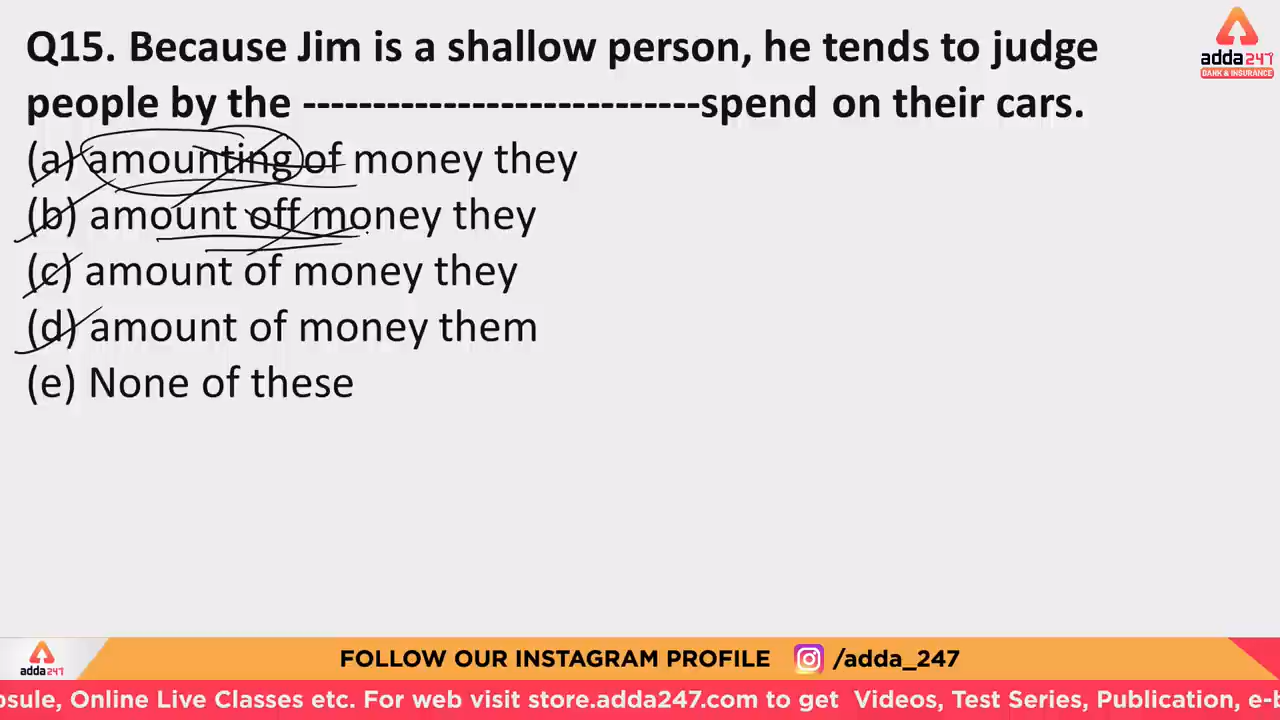 Q15. Because Jim is a shallow person, he tends to judge
people by the ----------------------------spend on their cars.
(a) amounting of money they
(b) amount off money they
(c) amount of money they
(d) amount of money them
(e) None of these
adda247
BANK & INSURANCE
adda247
FOLLOW OUR INSTAGRAM PROFILE /adda_247
psule, Online Live Classes etc. For web visit store.adda247.com to get Videos, Test Series, Publication, e-b